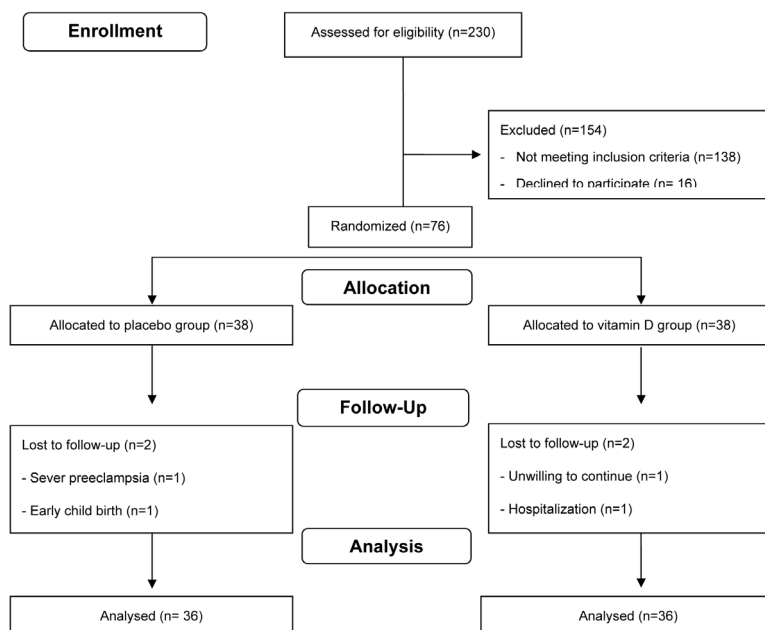 Enrollment
Assessed for eligibility (n=230)
Excluded (n=154)
- Not meeting inclusion criteria (n=138)
- Declined to participate (n= 16)
Randomized (n=76)
Allocation
Allocated to placebo group (n=38)
Allocated to vitamin D group (n=38)
Follow-Up
Lost to follow-up (n=2)
- Sever preeclampsia (n=1)
- Early child birth (n=1)
Lost to follow-up (n=2)
- Unwilling to continue (n=1)
- Hospitalization (n=1)
Analysis
Analysed (n= 36)
Analysed (n=36)